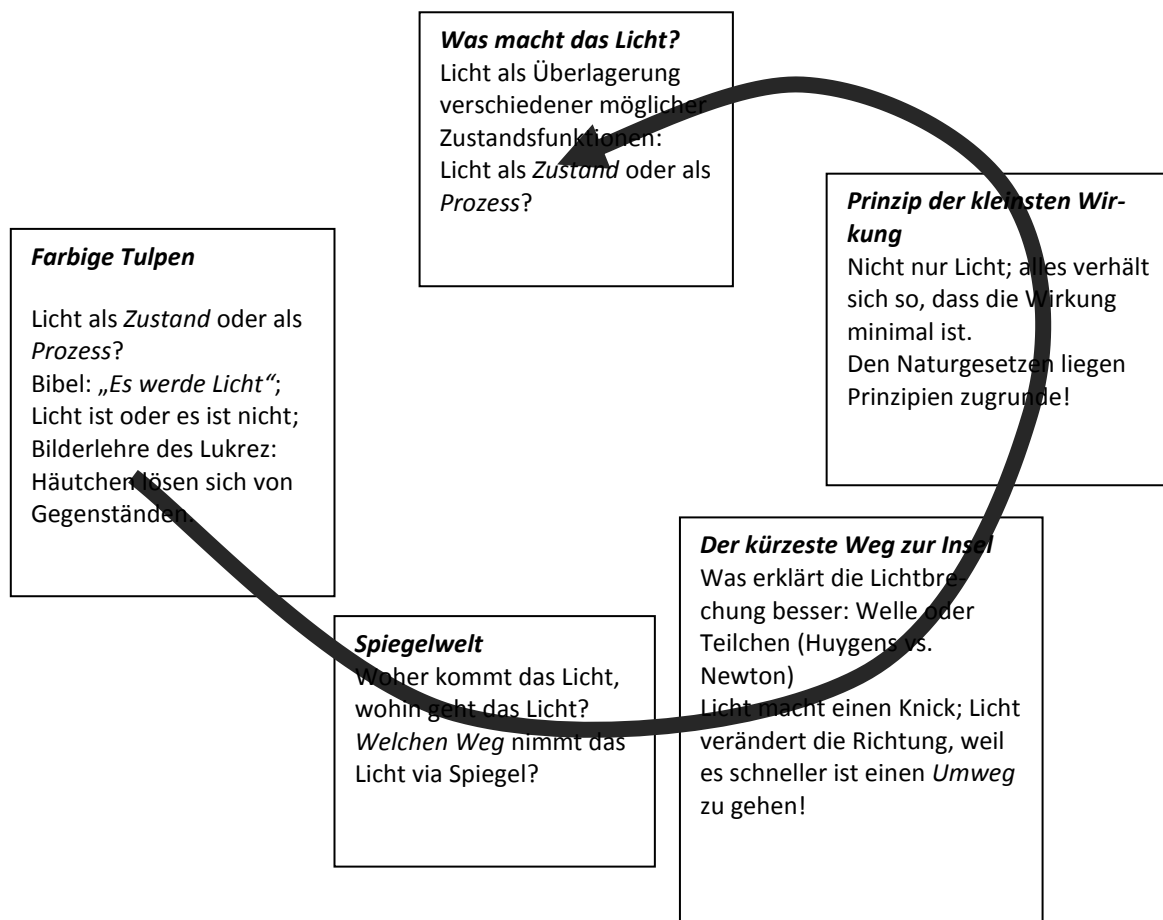 Was macht das Licht?
Licht als Überlagerung
verschiedener möglicher
Zustandsfunktionen:
Licht als Zustand oder als
Prozess?
Prinzip der kleinsten Wir-
kung
Nicht nur Licht; alles verhält
sich so, dass die Wirkung
minimal ist.
Den Naturgesetzen liegen
Prinzipien zugrunde!
Farbige Tulpen
Licht als Zustand oder als
Prozess?
Bibel: „Es werde Licht“;
Licht ist oder es ist nicht;
Bilderlehre des Lukrez:
Häutchen lösen sich von
Gegenständen.
Der kürzeste Weg zur Insel
Was erklärt die Lichtbre-
chung besser: Welle oder
Teilchen (Huygens vs.
Newton)
Licht macht einen Knick; Licht
verändert die Richtung, weil
es schneller ist einen Umweg
zu gehen!
Spiegelwelt
Woher kommt das Licht,
wohin geht das Licht?
Welchen Weg nimmt das
Licht via Spiegel?